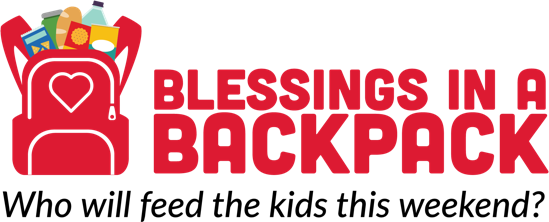 BLESSINGS IN A
BACKPACK
Who will feed the kids this weekend?